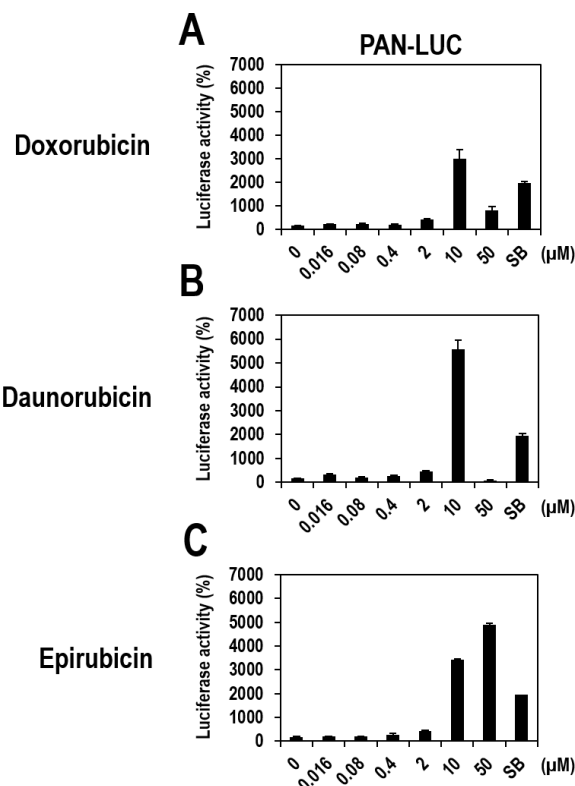 A
PAN-LUC
Doxorubicin
Luciferase activity (%)
7000
6000
5000
4000
3000
2000
1000
0
0 0.016 0.08 0.4 2 10 50 SB (µM)
B
Daunorubicin
Luciferase activity (%)
7000
6000
5000
4000
3000
2000
1000
0
0 0.016 0.08 0.4 2 10 50 SB (µM)
C
Epirubicin
Luciferase activity (%)
7000
6000
5000
4000
3000
2000
1000
0
0 0.016 0.08 0.4 2 10 50 SB (µM)